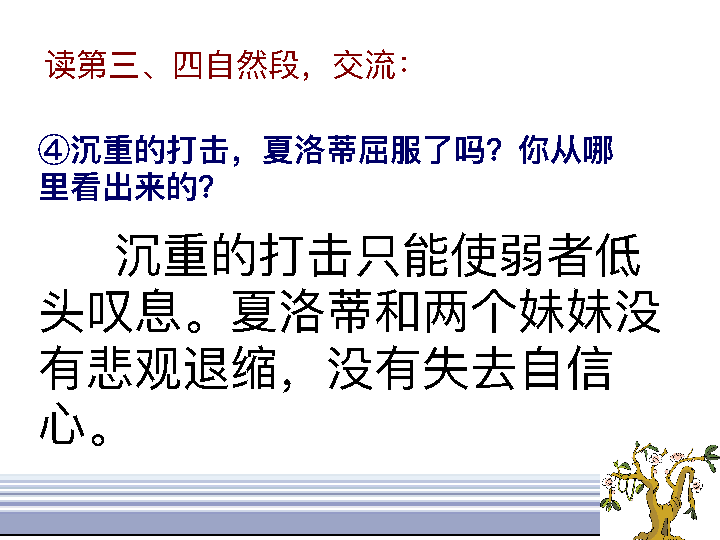 读第三、四自然段，交流：
④沉重的打击，夏洛蒂屈服了吗？你从哪
里看出来的？
沉重的打击只能使弱者低
头叹息。夏洛蒂和两个妹妹没
有悲观退缩，没有失去自信
心。